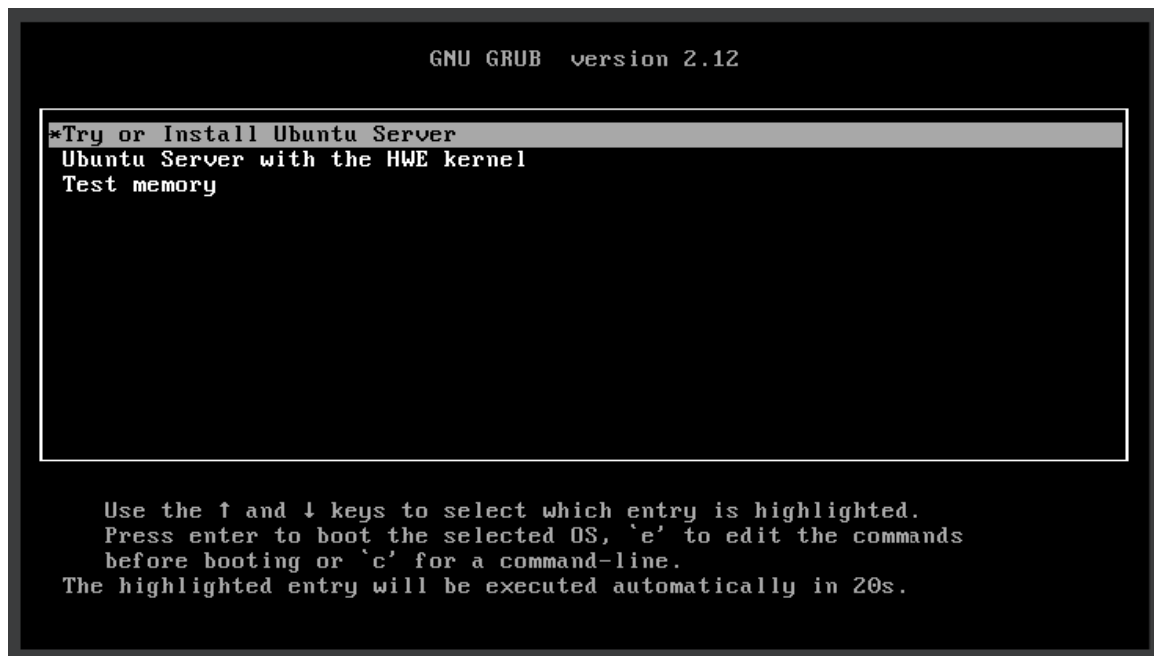 GNU GRUB  version 2.12
*Try or Install Ubuntu Server
Ubuntu Server with the HWE kernel
Test memory
Use the ↑ and ↓ keys to select which entry is highlighted.
Press enter to boot the selected OS, `e' to edit the commands
before booting or `c' for a command-line.
The highlighted entry will be executed automatically in 20s.